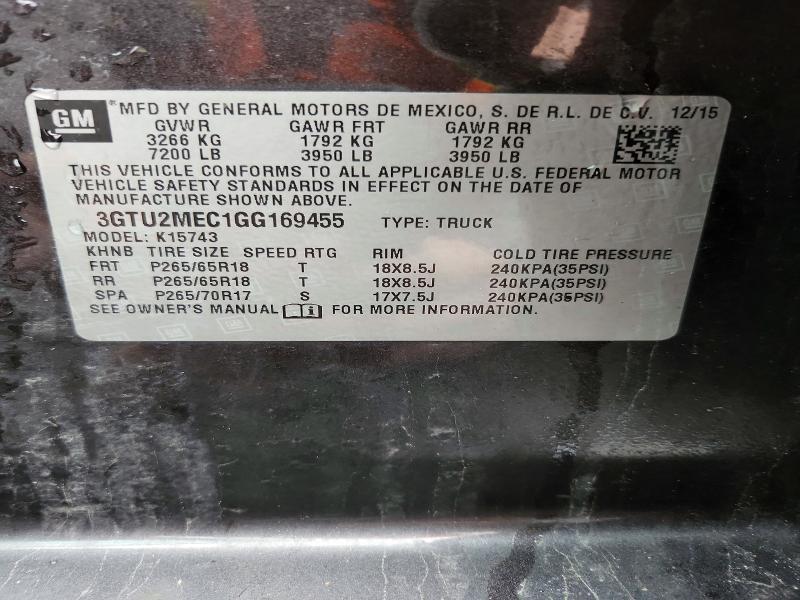 GM ® MFD BY GENERAL MOTORS DE MEXICO, S. DE R.L. DE C.V. 12/15
GVWR GAWR FRT GAWR RR
3266 KG 1792 KG 1792 KG
7200 LB 3950 LB 3950 LB
THIS VEHICLE CONFORMS TO ALL APPLICABLE U.S. FEDERAL MOTOR
VEHICLE SAFETY STANDARDS IN EFFECT ON THE DATE OF
MANUFACTURE SHOWN ABOVE.
3GTU2MEC1GG169455 TYPE: TRUCK
MODEL: K15743
KHNB TIRE SIZE SPEED RTG RIM COLD TIRE PRESSURE
FRT P265/65R18 T 18X8.5J 240KPA(35PSI)
RR P265/65R18 T 18X8.5J 240KPA(35PSI)
SPA P265/70R17 S 17X7.5J 240KPA(35PSI)
SEE OWNER'S MANUAL i FOR MORE INFORMATION.